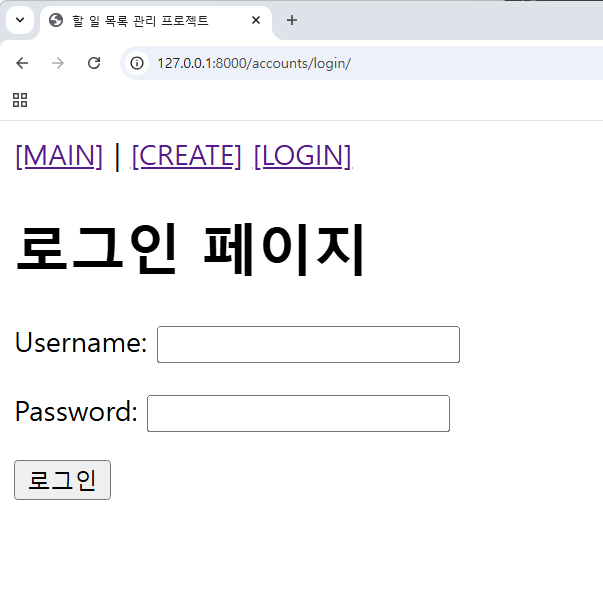 할 일 목록 관리 프로젝트
127.0.0.1:8000/accounts/login/
[MAIN] | [CREATE] [LOGIN]
로그인 페이지
Username:
Password:
로그인